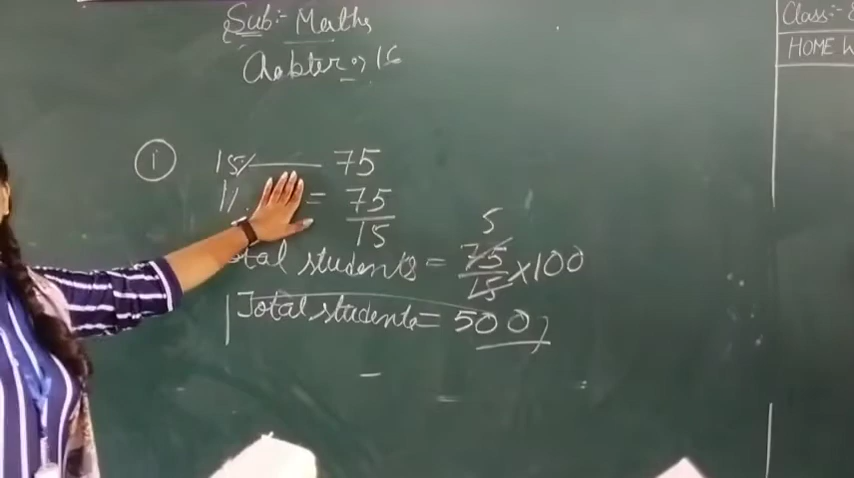 Sub:- Maths
Chapter :- 16
Class:-
HOME W
①
15% — 75
1% = 75
15
Total students = 75/15 × 100
5
Total students = 500